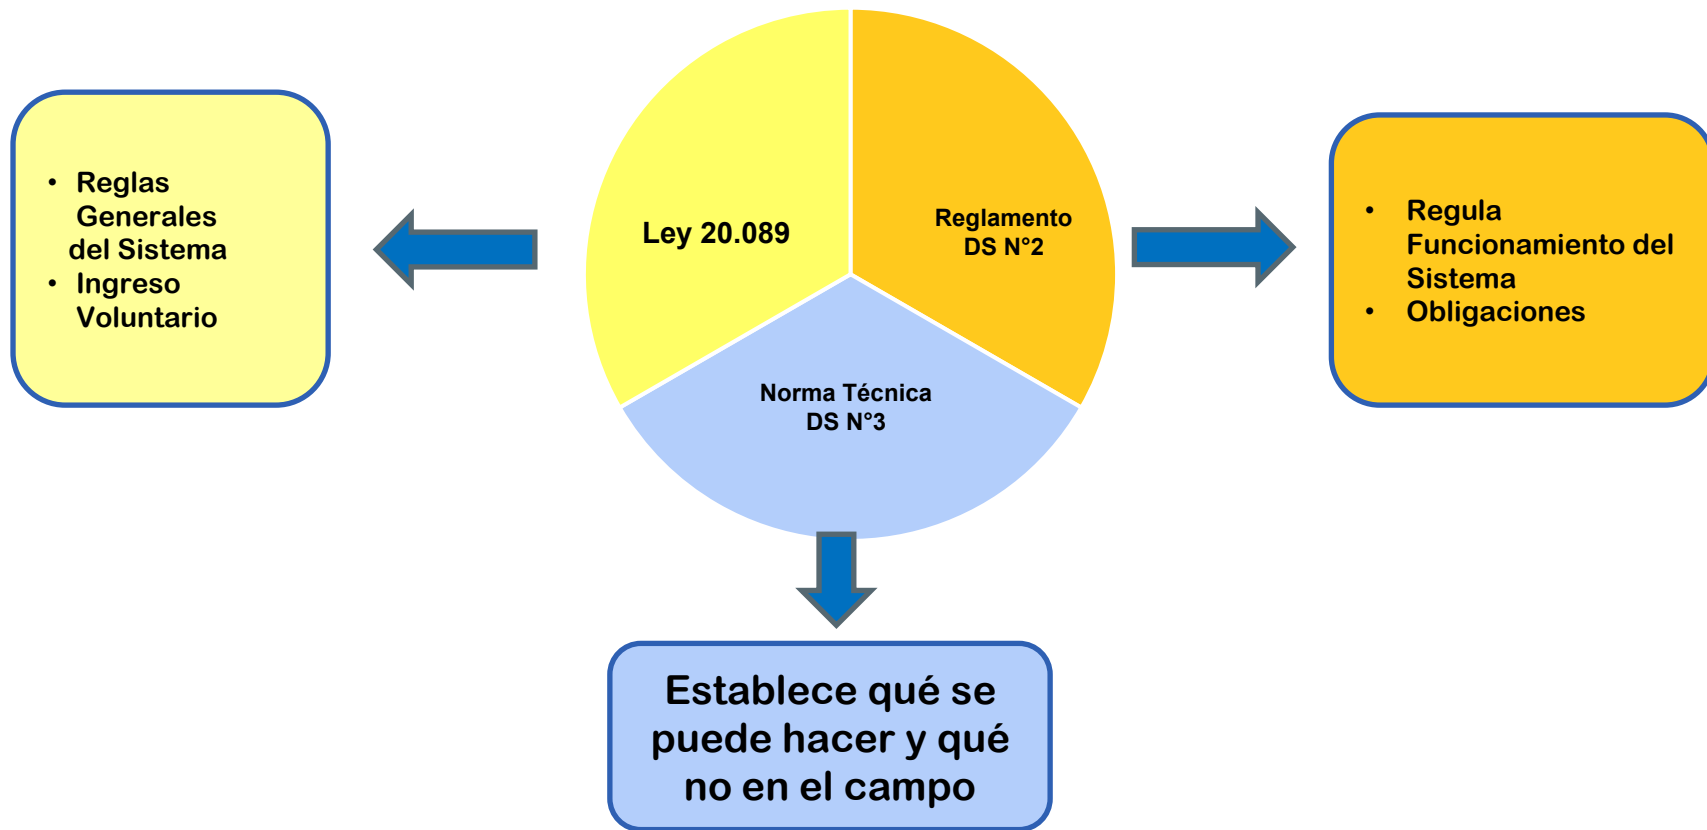 • Reglas
Generales
del Sistema
• Ingreso
Voluntario
Ley 20.089
Reglamento
DS N°2
Norma Técnica
DS N°3
• Regula
Funcionamiento del
Sistema
• Obligaciones
Establece qué se
puede hacer y qué
no en el campo